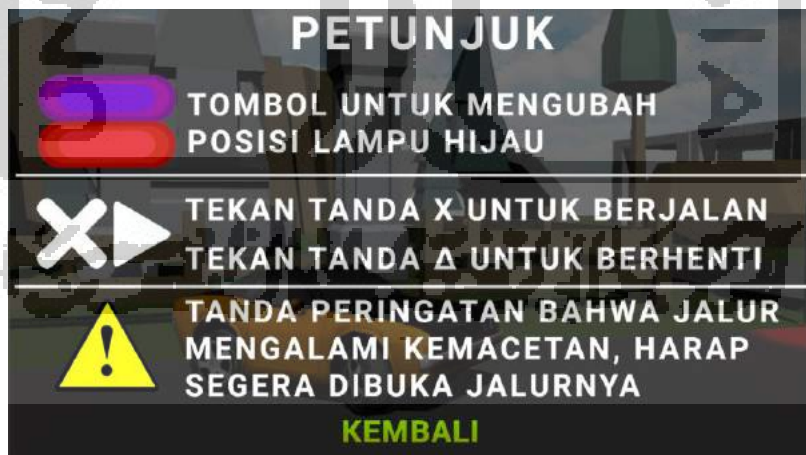 PETUNJUK
TOMBOL UNTUK MENGUBAH
POSISI LAMPU HIJAU
TEKAN TANDA X UNTUK BERJALAN
TEKAN TANDA Δ UNTUK BERHENTI
TANDA PERINGATAN BAHWA JALUR
MENGALAMI KEMACETAN, HARAP
SEGERA DIBUKA JALURNYA
KEMBALI